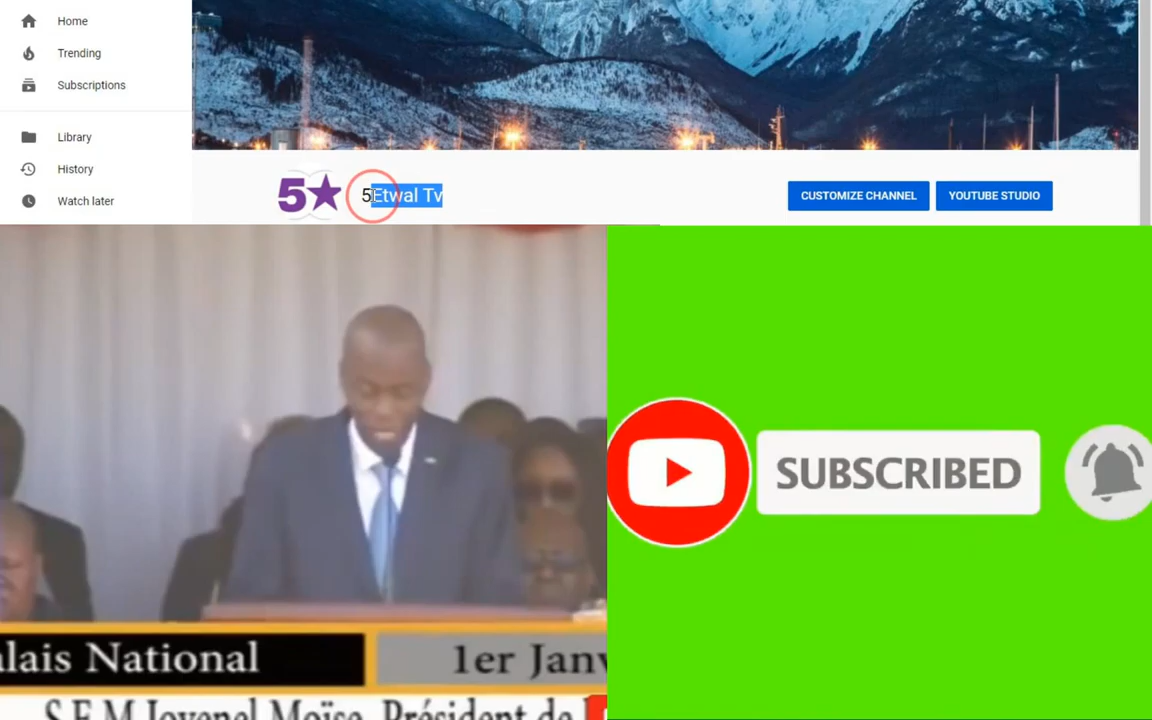 Home
Trending
Subscriptions
Library
History
Watch later
5★
5Etwal Tv
CUSTOMIZE CHANNEL
YOUTUBE STUDIO
SUBSCRIBED
alais National
1er Janv
S.E.M Jovenel Moïse, Président de